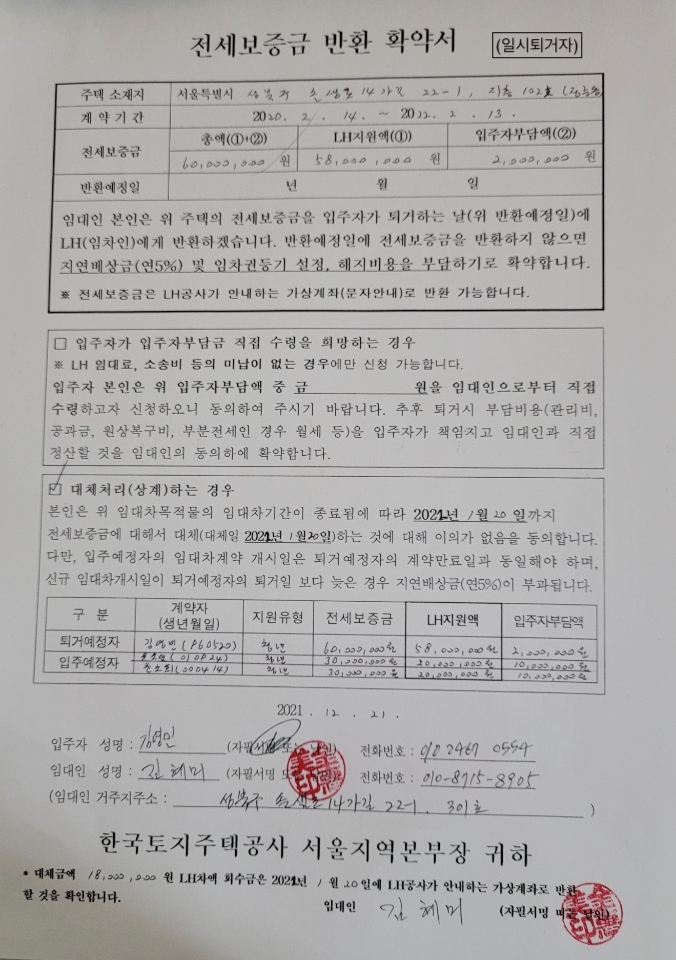 전세보증금 반환 확약서 (일시퇴거자)
주택 소재지 서울특별시 성북구 손샘로14가길 22-1, 지층 102호
계 약 기 간 2020. 2. 14. ~ 2022. 2. 13.
전세보증금 총액(①+②) LH지원액(①) 입주자부담액(②)
60,000,000 원 58,000,000 원 2,000,000 원
반환예정일 년 월 일
임대인 본인은 위 주택의 전세보증금을 입주자가 퇴거하는 날(위 반환예정일)에
LH(임차인)에게 반환하겠습니다. 반환예정일에 전세보증금을 반환하지 않으면
지연배상금(연5%) 및 임차권등기 설정, 해지비용을 부담하기로 확약합니다.
※ 전세보증금은 LH공사가 안내하는 가상계좌(문자안내)로 반환 가능합니다.
□ 입주자가 입주자부담금 직접 수령을 희망하는 경우
※ LH 임대료, 소송비 등의 미납이 없는 경우에만 신청 가능합니다.
입주자 본인은 위 입주자부담액 중 금 원을 임대인으로부터 직접
수령하고자 신청하오니 동의하여 주시기 바랍니다. 추후 퇴거시 부담비용(관리비,
공과금, 원상복구비, 부분전세인 경우 월세 등)을 입주자가 책임지고 임대인과 직접
정산할 것을 임대인의 동의하에 확약합니다.
☑ 대체처리(상계)하는 경우
본인은 위 임대차목적물의 임대차기간이 종료됨에 따라 2022년 1월 20일까지
전세보증금에 대해서 대체(대체일 2022년 1월 20일)하는 것에 대해 이의가 없음을 동의합니다.
다만, 입주예정자의 임대차계약 개시일은 퇴거예정자의 계약만료일과 동일해야 하며,
신규 임대차개시일이 퇴거예정자의 퇴거일 보다 늦은 경우 지연배상금(연5%)이 부과됩니다.
구 분 계약자 (생년월일) 지원유형 전세보증금 LH지원액 입주자부담액
퇴거예정자 김영민(960520) 청년 60,000,000원 58,000,000원 2,000,000원
입주예정자 (010824) 청년 30,000,000원 20,000,000원 10,000,000원
(000414) 청년 30,000,000원 20,000,000원 10,000,000원
2021. 12. 21.
입주자 성명 : 김영민 (자필서명 또는 날인) 전화번호 : 010 2467 0554
임대인 성명 : 김혜미 (자필서명 또는 날인) 전화번호 : 010-8715-8905
(임대인 거주지주소 : 성북구 손샘로14가길 22-1. 301호 )
한국토지주택공사 서울지역본부장 귀하
* 대체금액 18,000,000 원 LH차액 회수금은 2022년 1월 20일에 LH공사가 안내하는 가상계좌로 반환
할 것을 확인합니다.
임대인 김혜미 (자필서명 또는 날인)